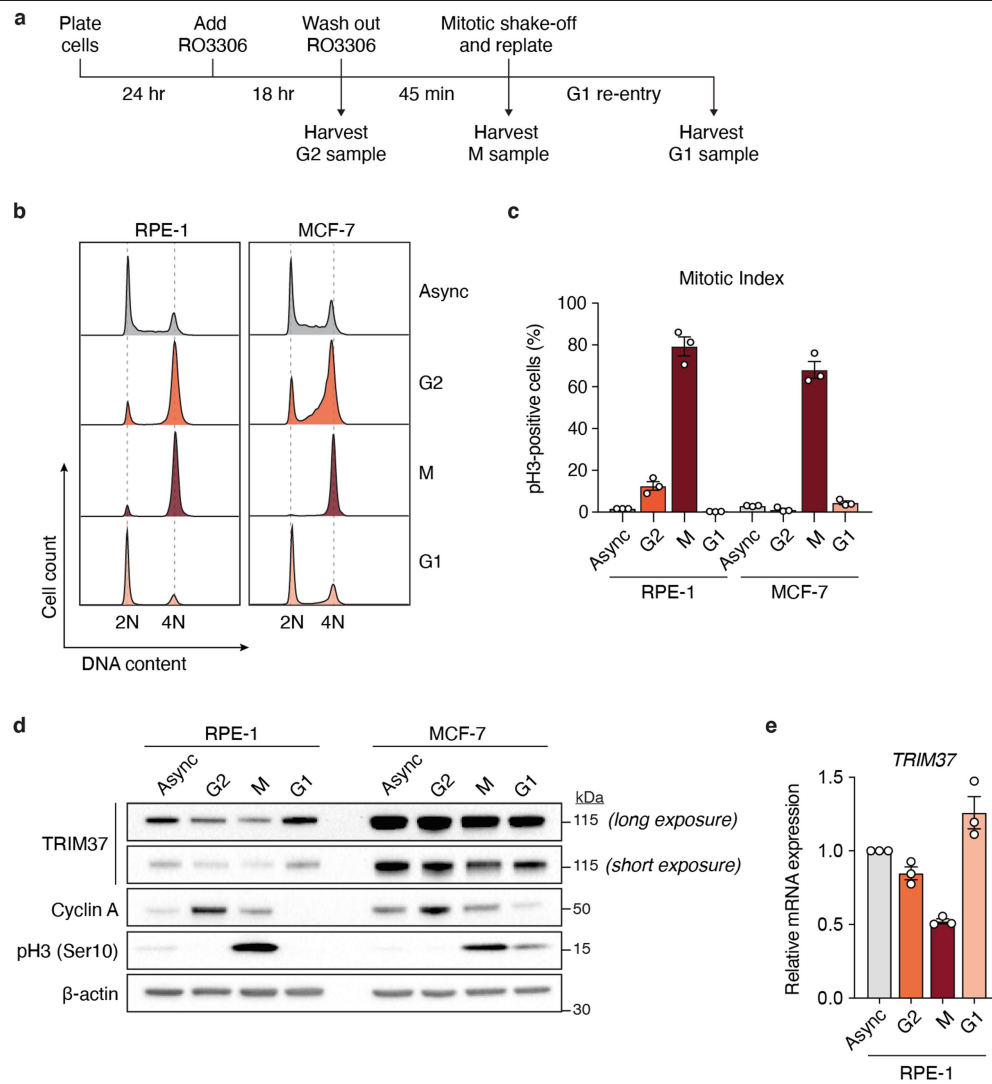 a
Plate
cells
Add
RO3306
Wash out
RO3306
Mitotic shake-off
and replate
24 hr
18 hr
45 min
G1 re-entry
Harvest
G2 sample
Harvest
M sample
Harvest
G1 sample
b
RPE-1
MCF-7
Async
G2
M
G1
Cell count
2N 4N
2N 4N
DNA content
c
Mitotic Index
pH3-positive cells (%)
100
80
60
40
20
0
Async G2 M G1 Async G2 M G1
RPE-1 MCF-7
d
RPE-1 MCF-7
Async G2 M G1 Async G2 M G1
kDa
TRIM37
115 (long exposure)
115 (short exposure)
Cyclin A
50
pH3 (Ser10)
15
β-actin
30
e
TRIM37
Relative mRNA expression
1.5
1.0
0.5
0.0
Async G2 M G1
RPE-1